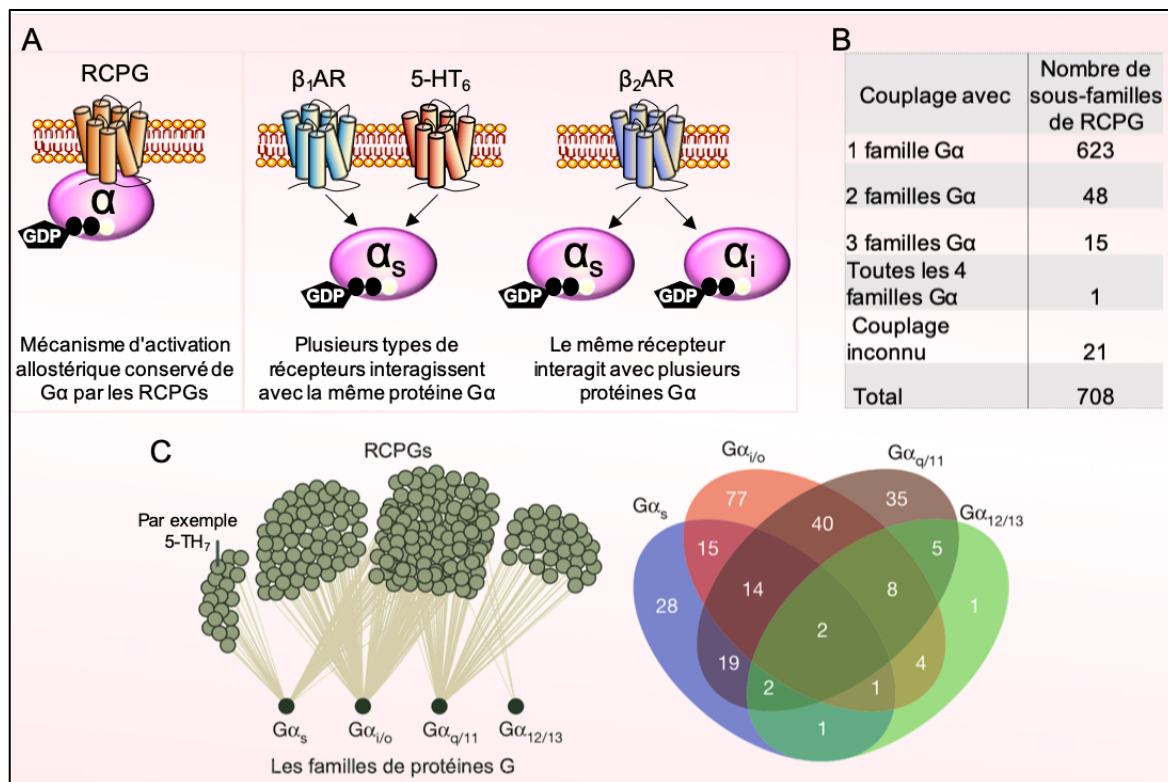 A
RCPG
α
GDP
Mécanisme d'activation
allostérique conservé de
Gα par les RCPGs
β₁AR
5-HT₆
αₛ
GDP
Plusieurs types de
récepteurs interagissent
avec la même protéine Gα
β₂AR
αₛ
αᵢ
GDP
GDP
Le même récepteur
interagit avec plusieurs
protéines Gα
B
Couplage avec
Nombre de
sous-familles
de RCPG
1 famille Gα 623
2 familles Gα 48
3 familles Gα 15
Toutes les 4
familles Gα 1
Couplage
inconnu 21
Total 708
C
RCPGs
Par exemple
5-TH₇
Gαₛ Gαi/o Gαq/11 Gα12/13
Les familles de protéines G
Gαₛ
Gαi/o
Gαq/11
Gα12/13
77
35
15
40
5
28
14
8
1
2
19
2
1
4
1